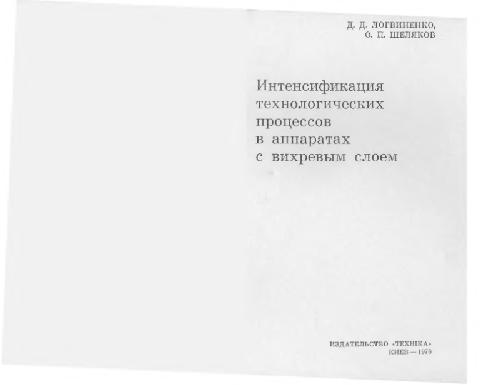 Д. Д. ЛОГВИНЕНКО,
О. П. ШЕЛЯКОВ
Интенсификация
технологических
процессов
в аппаратах
с вихревым слоем
ИЗДАТЕЛЬСТВО «ТЕХНІКА»
КИЕВ — 1976